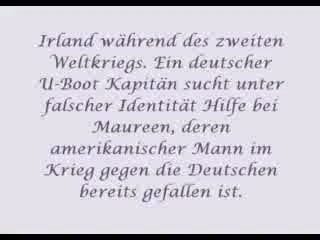 Irland während des zweiten
Weltkriegs. Ein deutscher
U-Boot Kapitän sucht unter
falscher Identität Hilfe bei
Maureen, deren
amerikanischer Mann im
Krieg gegen die Deutschen
bereits gefallen ist.